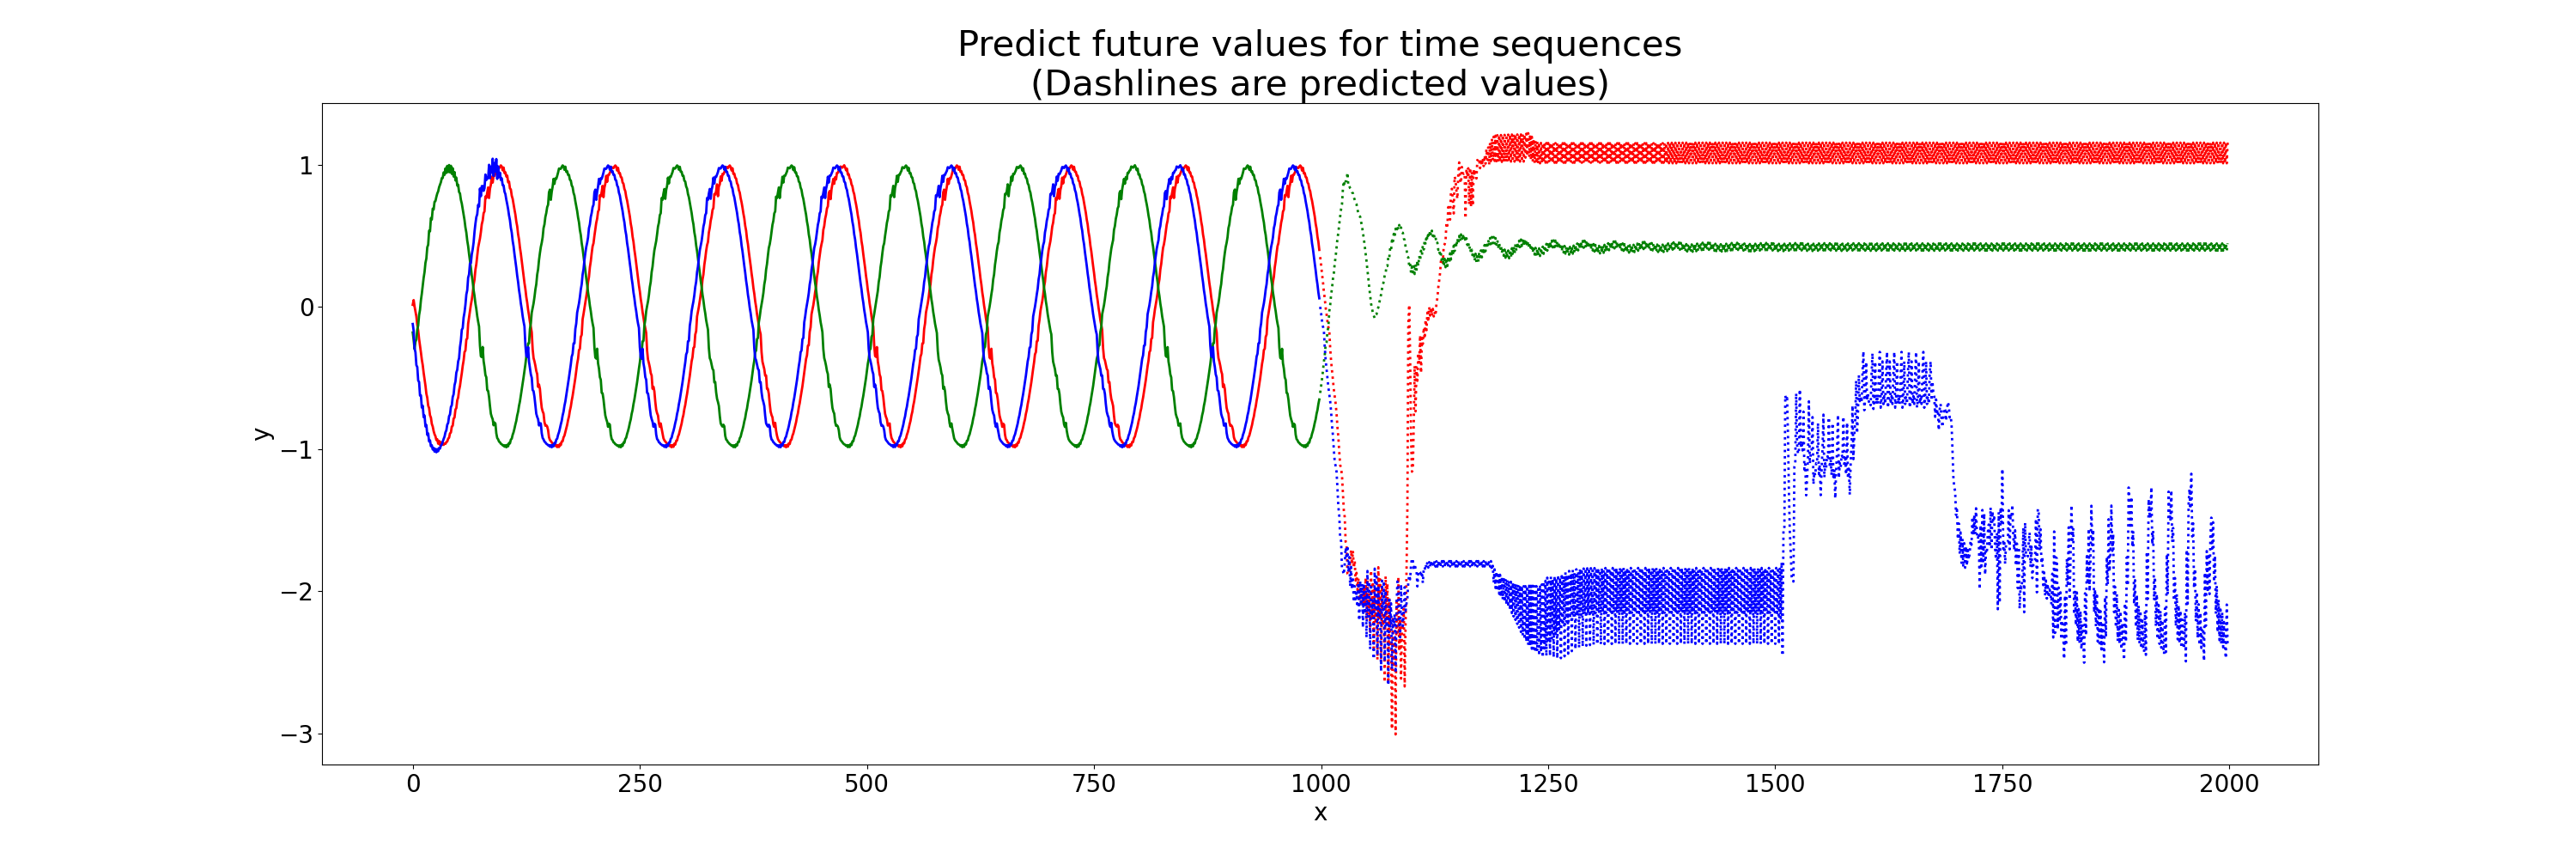 Predict future values for time sequences
(Dashlines are predicted values)
1
0
−1
−2
−3
y
0 250 500 750 1000 1250 1500 1750 2000
x